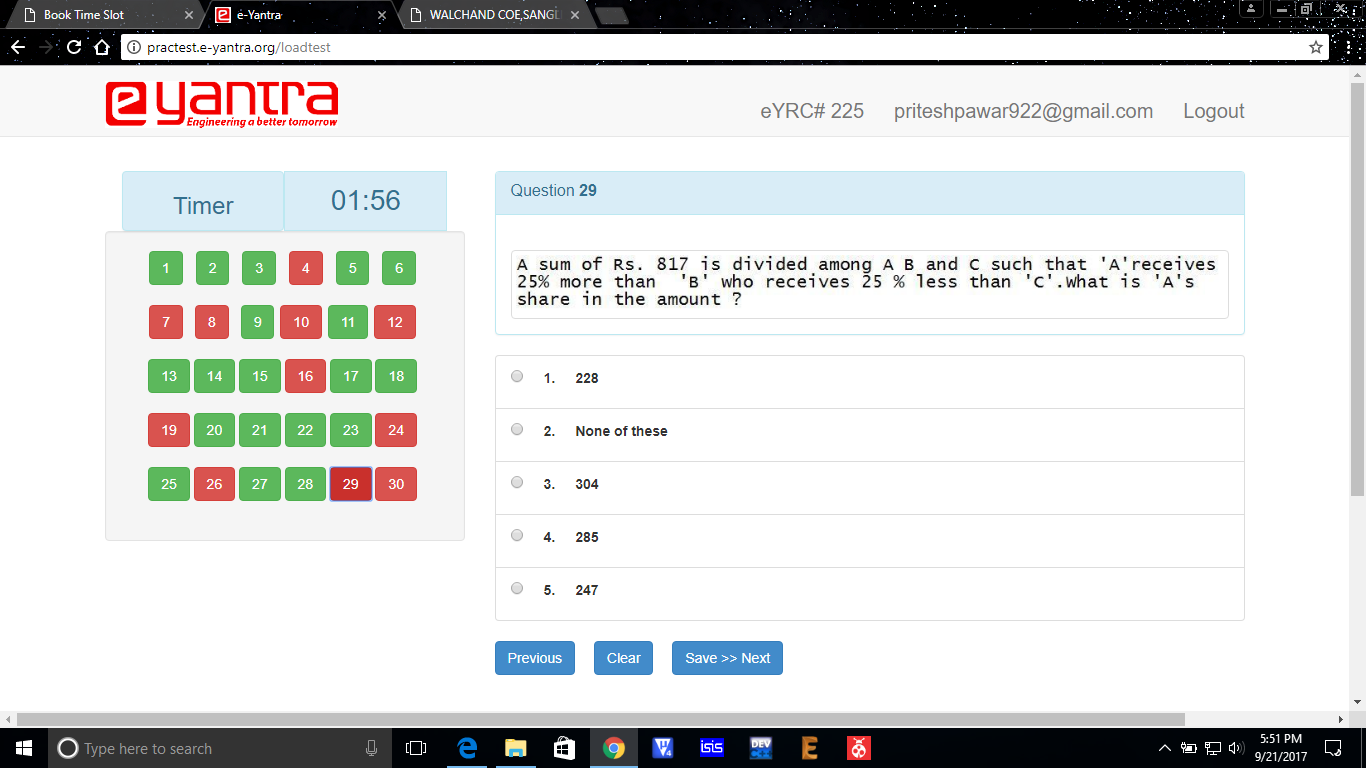 Book Time Slot
e-Yantra
WALCHAND COE,SANGL
practest.e-yantra.org/loadtest
e yantra
Engineering a better tomorrow
eYRC# 225 priteshpawar922@gmail.com Logout
Timer 01:56
1 2 3 4 5 6
7 8 9 10 11 12
13 14 15 16 17 18
19 20 21 22 23 24
25 26 27 28 29 30
Question 29
A sum of Rs. 817 is divided among A B and C such that 'A'receives
25% more than 'B' who receives 25 % less than 'C'.What is 'A's
share in the amount ?
1. 228
2. None of these
3. 304
4. 285
5. 247
Previous Clear Save >> Next
Type here to search
V4
isis
DEV
E
5:51 PM
9/21/2017